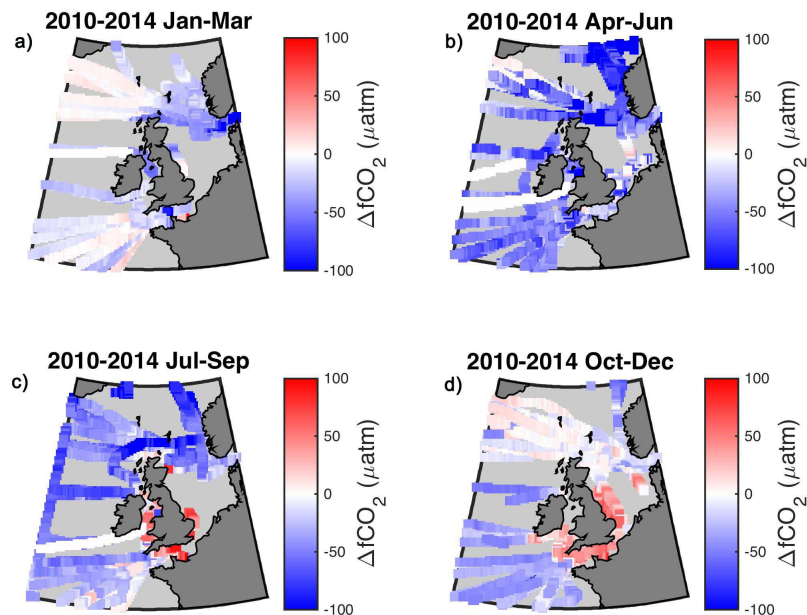 2010-2014 Jan-Mar
a)
100
50
0
-50
-100
ΔfCO₂ (μatm)
2010-2014 Apr-Jun
b)
100
50
0
-50
-100
ΔfCO₂ (μatm)
2010-2014 Jul-Sep
c)
100
50
0
-50
-100
ΔfCO₂ (μatm)
2010-2014 Oct-Dec
d)
100
50
0
-50
-100
ΔfCO₂ (μatm)